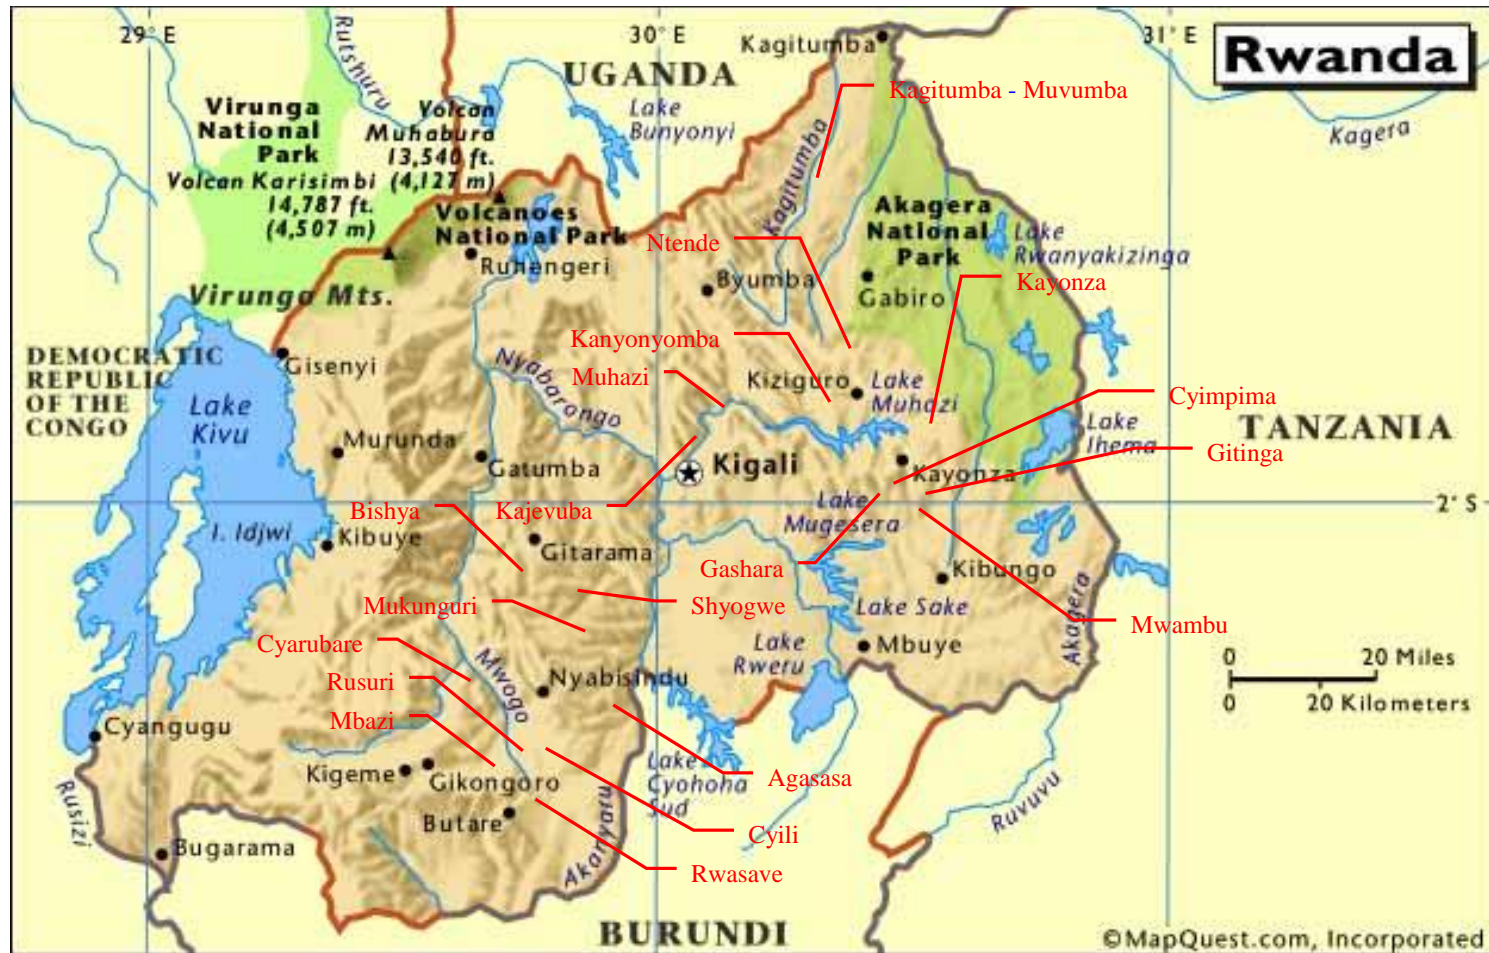 29° E
30° E
31° E
Rwanda
Kagitumba
UGANDA
Rutshuru
Virunga
National
Park
Volcan
Muhabura
13,540 ft.
(4,127 m)
Volcan Karisimbi
14,787 ft.
(4,507 m)
Lake
Bunyonyi
Kagitumba - Muvumba
Kagera
Kagitumba
Volcanoes
National Park
Ruhengeri
Akagera
National
Park
Lake
Rwanyakizinga
Ntende
Byumba
Gabiro
Kayonza
Virunga Mts.
DEMOCRATIC
REPUBLIC
OF THE
CONGO
Gisenyi
Nyabarongo
Kanyonyomba
Muhazi
Kiziguro
Lake
Muhazi
Cyimpima
TANZANIA
Lake
Kivu
Murunda
Gatumba
Kigali
Kayonza
Lake
Ihema
Gitinga
Bishya
Kajevuba
Lake
Mugesera
2° S
I. Idjwi
Kibuye
Gitarama
Gashara
Kibungo
Mukunguri
Shyogwe
Lake Sake
Mwambu
Akagera
Cyarubare
Mwogo
Lake
Rweru
Mbuye
0 20 Miles
0 20 Kilometers
Rusuri
Nyabisindu
Mbazi
Cyangugu
Kigeme
Gikongoro
Lake
Cyohoha
Sud
Agasasa
Rusizi
Butare
Akanyaru
Cyili
Ruvuvu
Bugarama
Rwasave
BURUNDI
©MapQuest.com, Incorporated